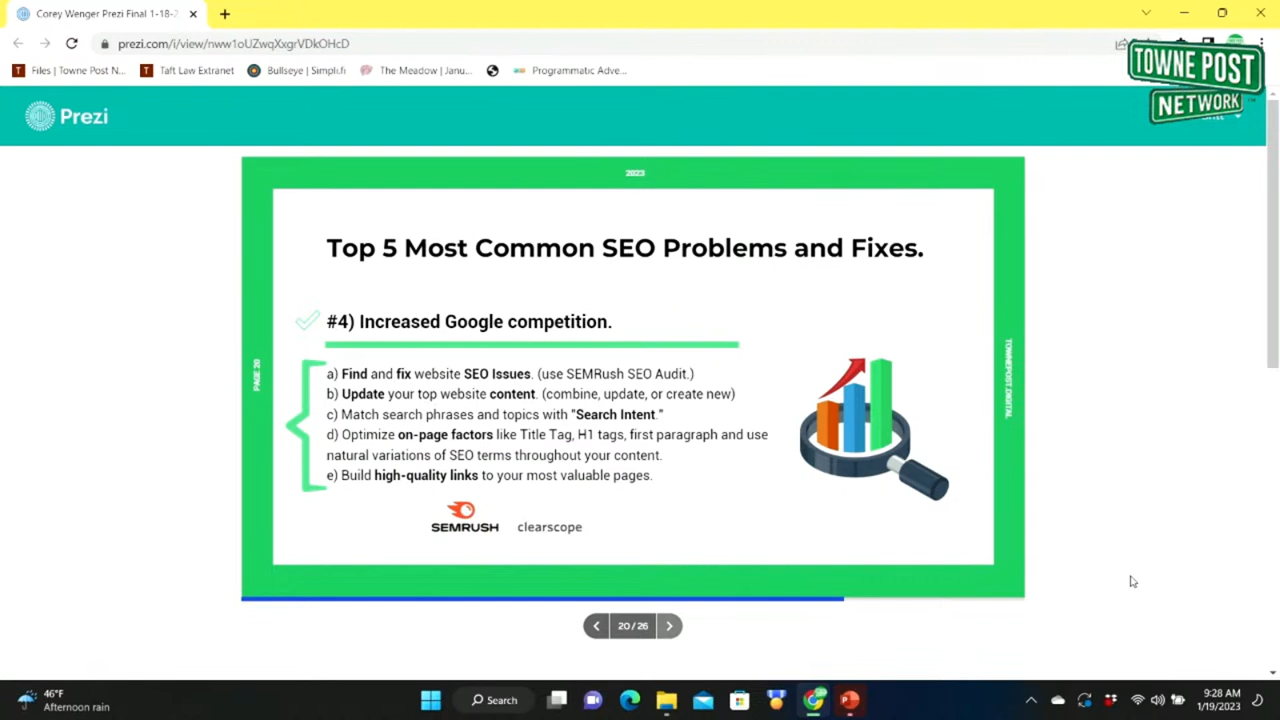 Corey Wenger Prezi Final 1-18-2
prezi.com/i/view/nww1oUZwqXxgrVDkOHcD
Files | Towne Post N...
Taft Law Extranet
Bullseye | Simpli.fi
The Meadow | Janu...
Programmatic Adve...
TOWNE POST
NETWORK
Prezi
2023
Top 5 Most Common SEO Problems and Fixes.
#4) Increased Google competition.
PAGE 20
a) Find and fix website SEO Issues. (use SEMRush SEO Audit.)
b) Update your top website content. (combine, update, or create new)
c) Match search phrases and topics with "Search Intent."
d) Optimize on-page factors like Title Tag, H1 tags, first paragraph and use
natural variations of SEO terms throughout your content.
e) Build high-quality links to your most valuable pages.
TOWNEPOST.DIGITAL
SEMRUSH clearscope
20/26
46°F
Afternoon rain
Search
9:28 AM
1/19/2023